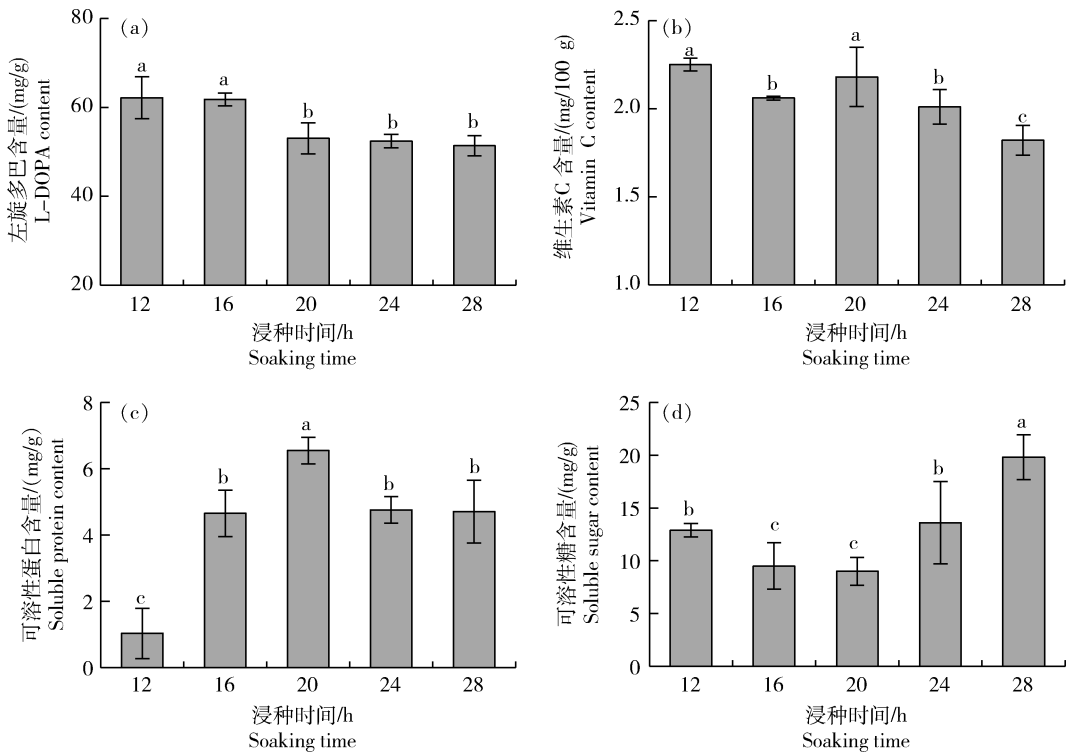 (a)
左旋多巴含量/(mg/g)
L-DOPA content
80
60
40
20
a
a
b
b
b
12
16
20
24
28
浸种时间/h
Soaking time
(b)
维生素C 含量/(mg/100 g)
Vitamin C content
2.5
2.0
1.5
1.0
a
b
a
b
c
12
16
20
24
28
浸种时间/h
Soaking time
(c)
可溶性蛋白含量/(mg/g)
Soluble protein content
8
6
4
2
0
c
b
a
b
b
12
16
20
24
28
浸种时间/h
Soaking time
(d)
可溶性糖含量/(mg/g)
Soluble sugar content
25
20
15
10
5
0
b
c
c
b
a
12
16
20
24
28
浸种时间/h
Soaking time